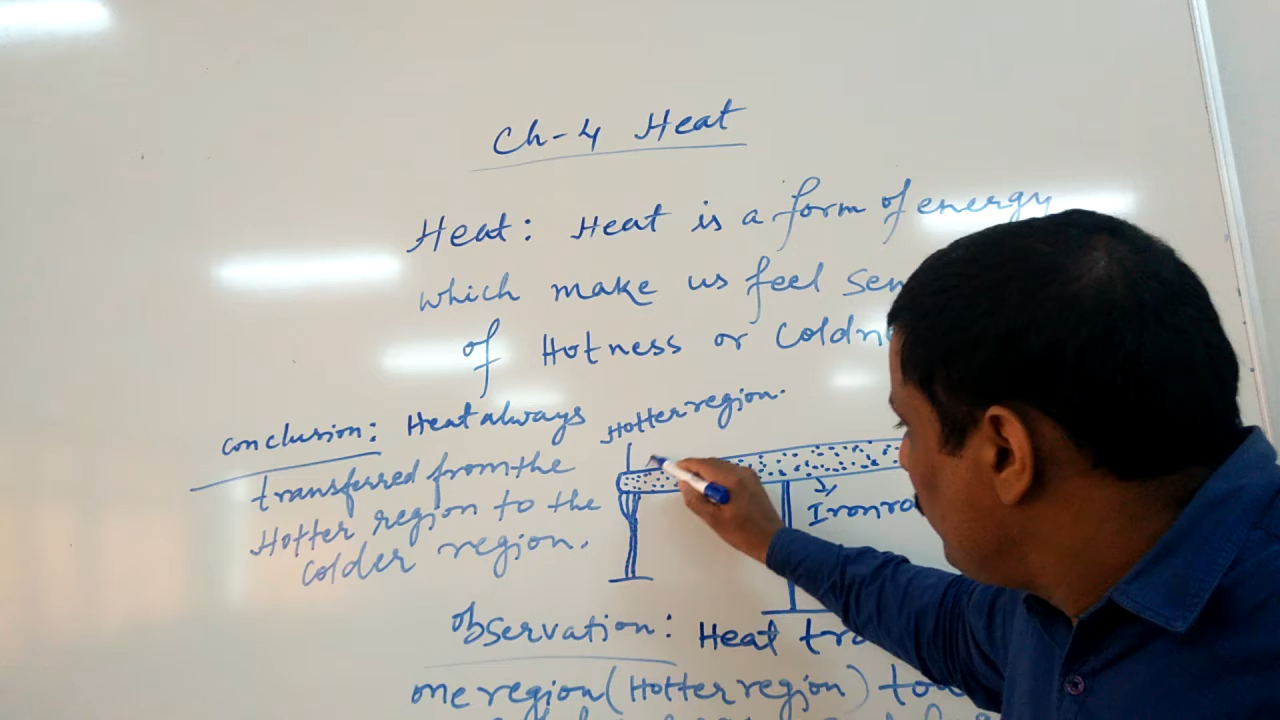 Ch-4 Heat
Heat: Heat is a form of energy
which make us feel sen
of Hotness or Coldn
Conclusion: Heat always
transferred from the
Hotter region to the
Colder region.
Hotter region.
Ironro
Observation: Heat tra
one region (Hotter region) tow